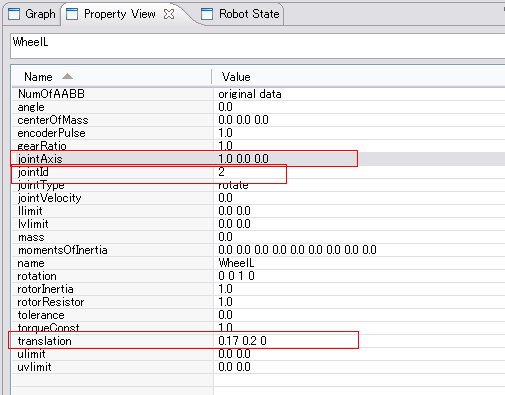 Graph Property View Robot State
WheelL
Name Value
NumOfAABB original data
angle 0.0
centerOfMass 0.0 0.0 0.0
encoderPulse 1.0
gearRatio 1.0
jointAxis 1.0 0.0 0.0
jointId 2
jointType rotate
jointVelocity 0.0
llimit 0.0 0.0
lvlimit 0.0 0.0
mass 0.0
momentsOfInertia 0.0 0.0 0.0 0.0 0.0 0.0 0.0 0.0 0.0
name WheelL
rotation 0 0 1 0
rotorInertia 1.0
rotorResistor 1.0
tolerance 0.0
torqueConst 1.0
translation 0.17 0.2 0
ulimit 0.0 0.0
uvlimit 0.0 0.0